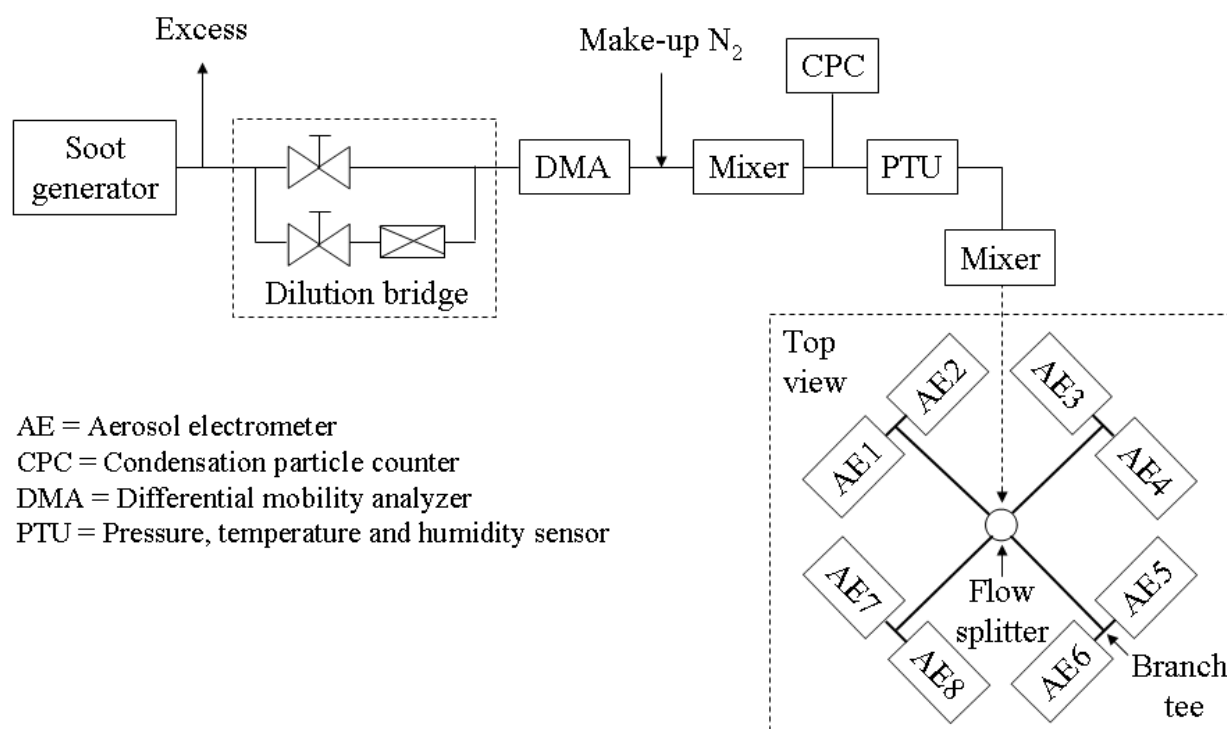 Excess
Make-up N₂
CPC
Soot
generator
DMA
Mixer
PTU
Dilution bridge
Mixer
Top
view
AE2
AE3
AE1
AE4
AE = Aerosol electrometer
CPC = Condensation particle counter
DMA = Differential mobility analyzer
PTU = Pressure, temperature and humidity sensor
AE7
AE5
Flow
splitter
AE8
AE6
Branch
tee